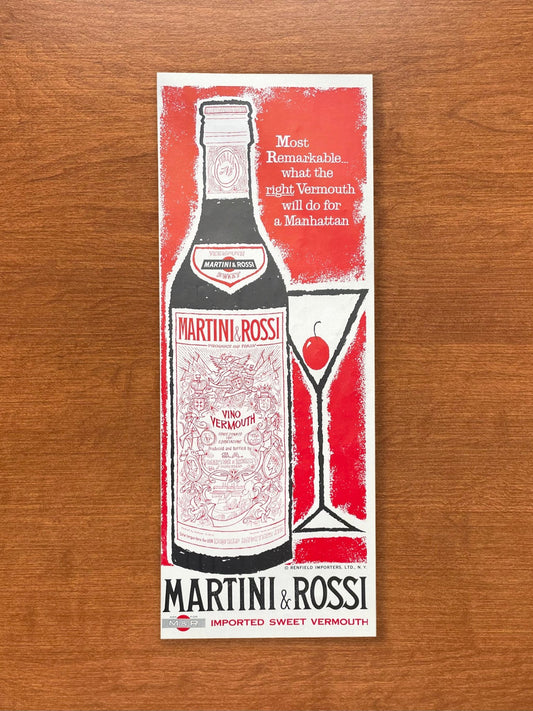 Most
Remarkable...
what the
right Vermouth
will do for
a Manhattan
VERMOUTH
MARTINI & ROSSI
SWEET
MARTINI & ROSSI
VINO
VERMOUTH
© RENFIELD IMPORTERS, LTD., N. Y.
MARTINI & ROSSI
M&R IMPORTED SWEET VERMOUTH